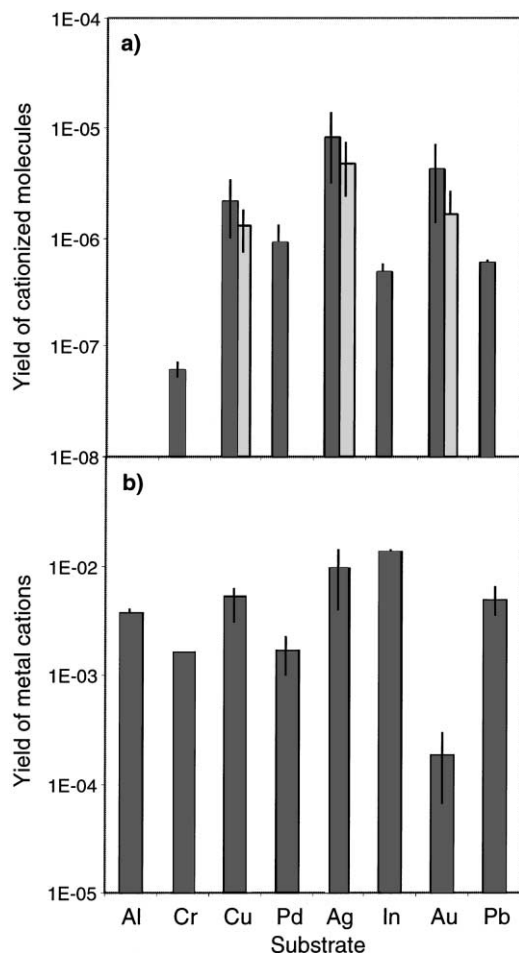 a)
1E-04
1E-05
1E-06
1E-07
1E-08
Yield of cationized molecules
b)
1E-02
1E-03
1E-04
1E-05
Yield of metal cations
Al Cr Cu Pd Ag In Au Pb
Substrate